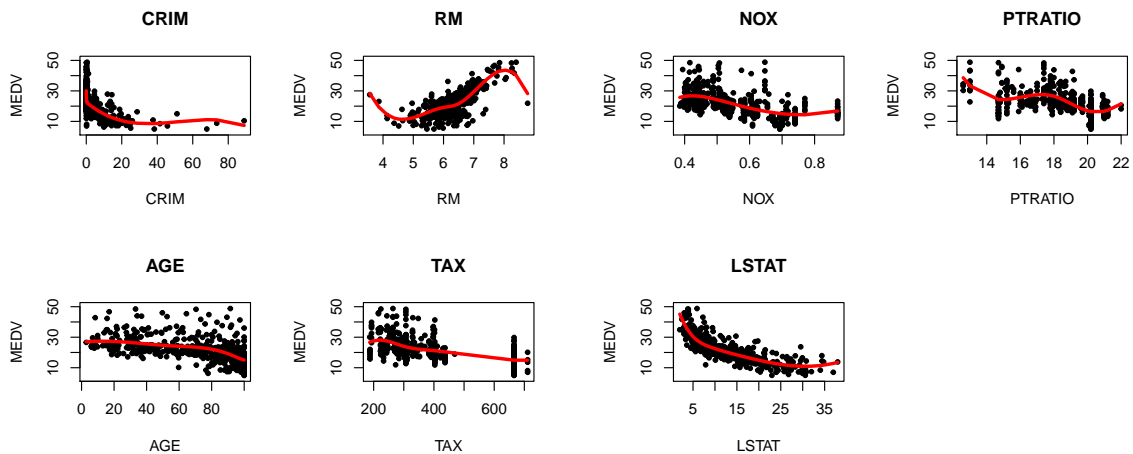 CRIM
RM
NOX
PTRATIO
MEDV
10 30 50
0 20 40 60 80
CRIM
MEDV
10 30 50
4 5 6 7 8
RM
MEDV
10 30 50
0.4 0.6 0.8
NOX
MEDV
10 30 50
14 16 18 20 22
PTRATIO
AGE
TAX
LSTAT
MEDV
10 30 50
0 20 40 60 80
AGE
MEDV
10 30 50
200 400 600
TAX
MEDV
10 30 50
5 15 25 35
LSTAT